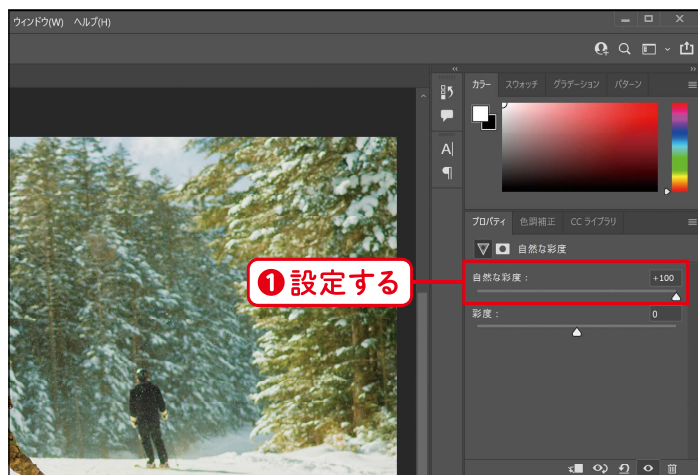 ウィンドウ(W) ヘルプ(H)
カラー スウォッチ グラデーション パターン
A|
¶
プロパティ 色調補正 CC ライブラリ
自然な彩度
自然な彩度： +100
❶設定する
彩度： 0